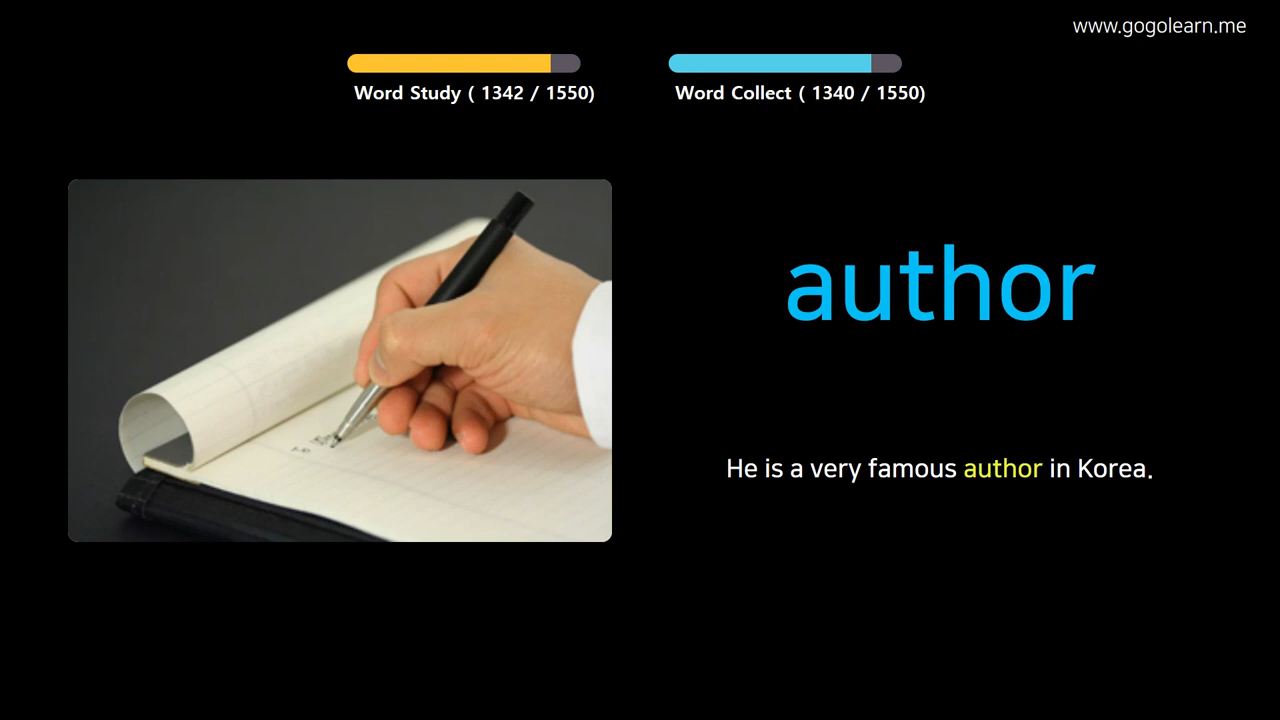 www.gogolearn.me
Word Study ( 1342 / 1550)
Word Collect ( 1340 / 1550)
author
He is a very famous author in Korea.